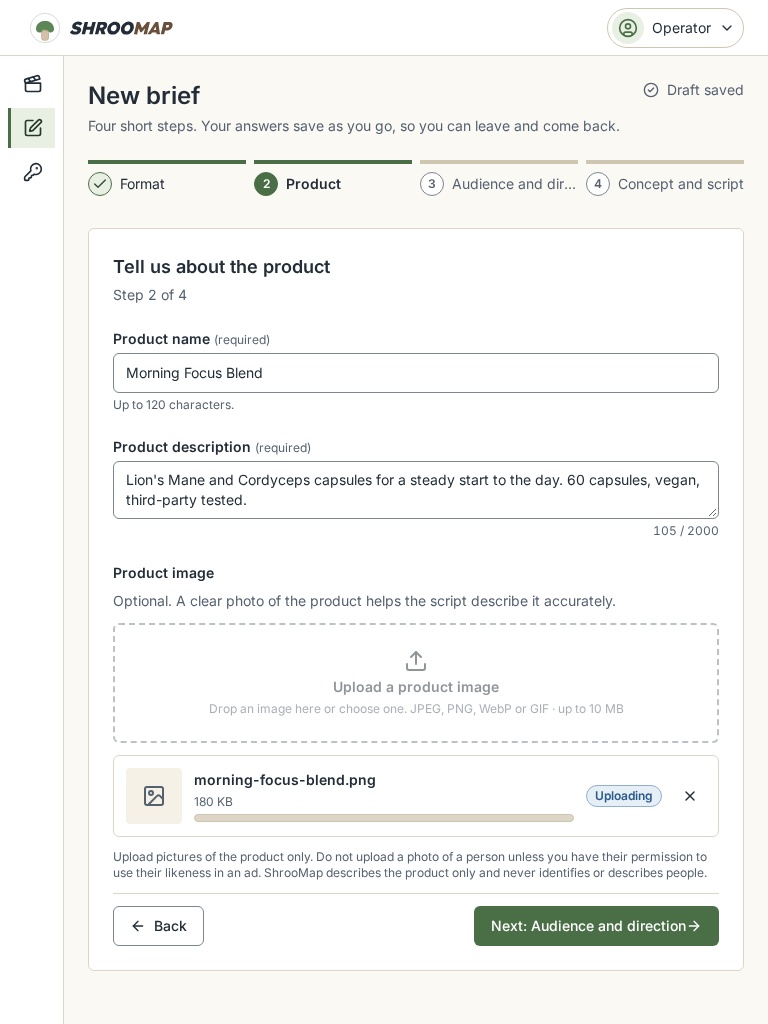 SHROOMAP
Operator
New brief
Draft saved
Four short steps. Your answers save as you go, so you can leave and come back.
Format
2 Product
3 Audience and dir...
4 Concept and script
Tell us about the product
Step 2 of 4
Product name (required)
Morning Focus Blend
Up to 120 characters.
Product description (required)
Lion's Mane and Cordyceps capsules for a steady start to the day. 60 capsules, vegan,
third-party tested.
105 / 2000
Product image
Optional. A clear photo of the product helps the script describe it accurately.
Upload a product image
Drop an image here or choose one. JPEG, PNG, WebP or GIF · up to 10 MB
morning-focus-blend.png
180 KB
Uploading
Upload pictures of the product only. Do not upload a photo of a person unless you have their permission to
use their likeness in an ad. ShrooMap describes the product only and never identifies or describes people.
Back
Next: Audience and direction